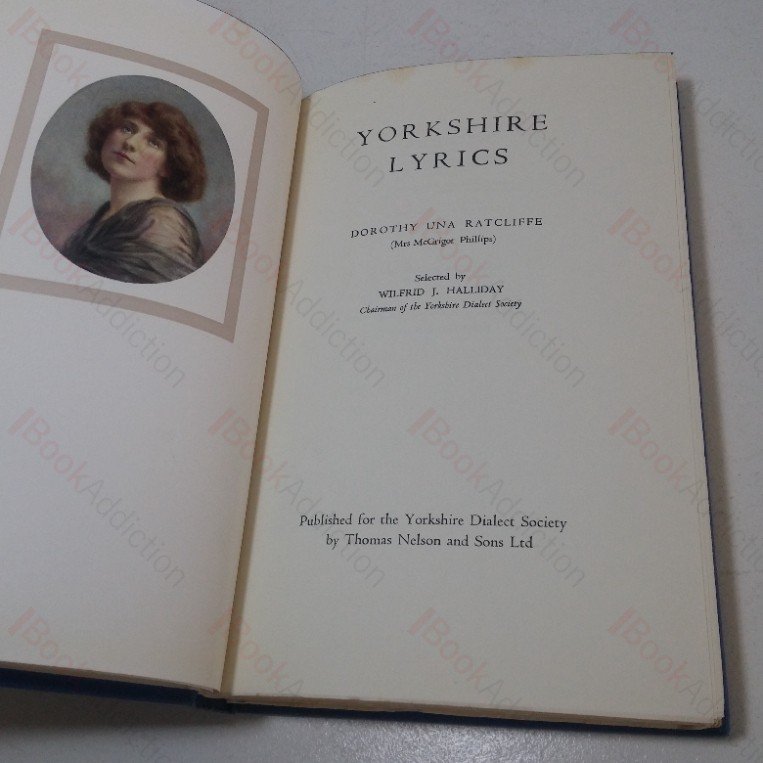 YORKSHIRE
LYRICS
DOROTHY UNA RATCLIFFE
(Mrs McGrigor Phillips)
Selected by
WILFRID J. HALLIDAY
Chairman of the Yorkshire Dialect Society
Published for the Yorkshire Dialect Society
by Thomas Nelson and Sons Ltd
BookAddiction